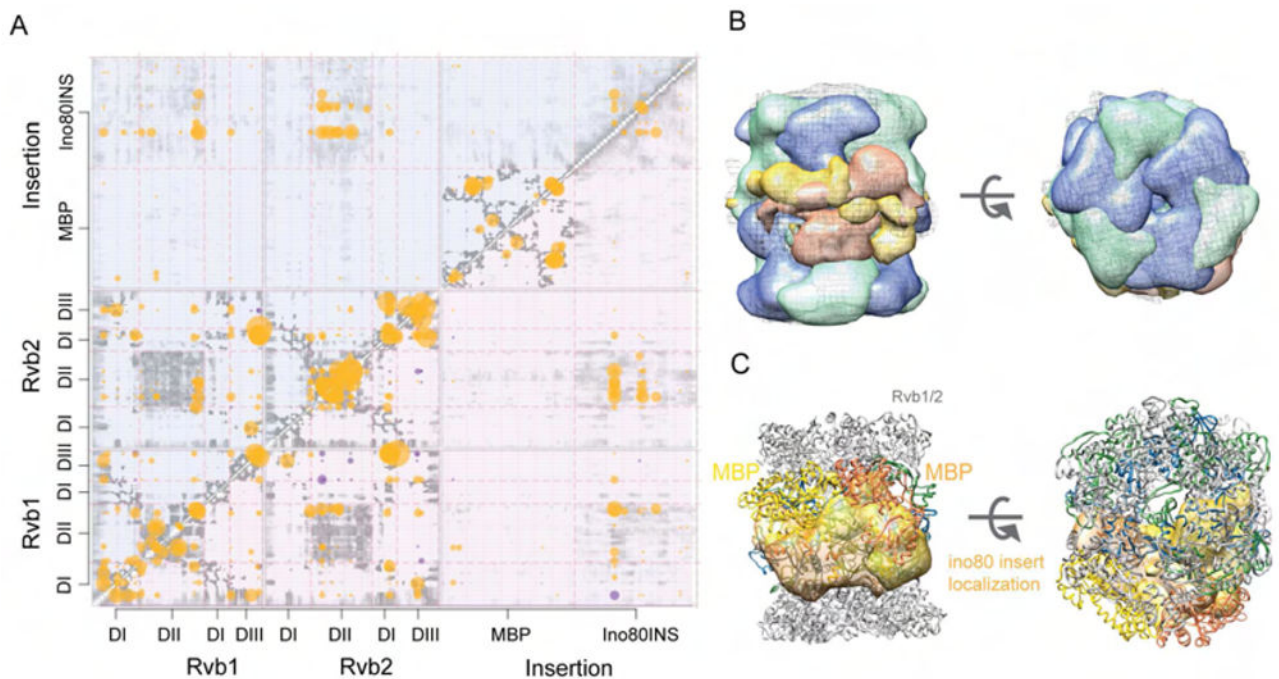 A
Insertion
Ino80INS
MBP
Rvb2
DIII
DI
DII
DI
Rvb1
DIII
DI
DII
DI
DI DII DI DIII DI DII DI DIII MBP Ino80INS
Rvb1 Rvb2 Insertion
B
C
Rvb1/2
MBP MBP
ino80 insert
localization